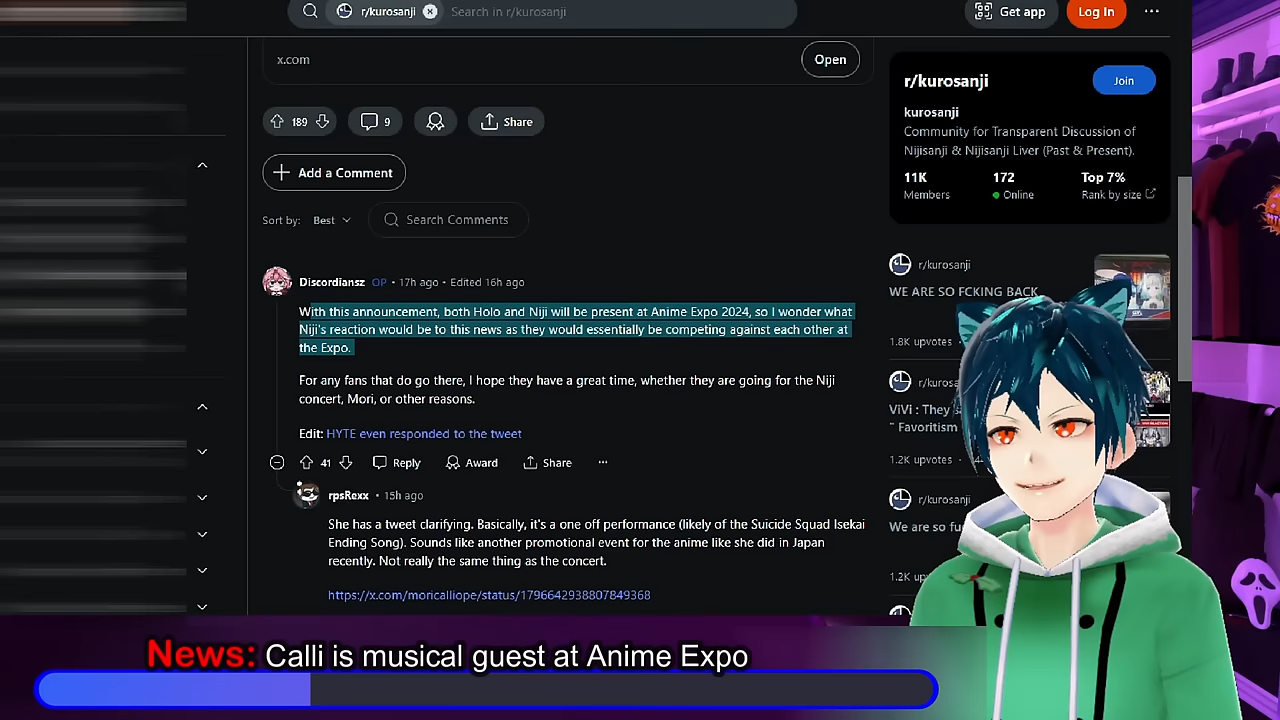 r/kurosanji
Search in r/kurosanji
Get app
Log In
x.com
Open
189
9
Share
Add a Comment
Sort by: Best
Search Comments
Discordiansz OP • 17h ago • Edited 16h ago
With this announcement, both Holo and Niji will be present at Anime Expo 2024, so I wonder what
Niji's reaction would be to this news as they would essentially be competing against each other at
the Expo.
For any fans that do go there, I hope they have a great time, whether they are going for the Niji
concert, Mori, or other reasons.
Edit: HYTE even responded to the tweet
41
Reply
Award
Share
rpsRexx • 15h ago
She has a tweet clarifying. Basically, it's a one off performance (likely of the Suicide Squad Isekai
Ending Song). Sounds like another promotional event for the anime like she did in Japan
recently. Not really the same thing as the concert.
https://x.com/moricalliope/status/1796642938807849368
r/kurosanji
Join
kurosanji
Community for Transparent Discussion of
Nijisanji & Nijisanji Liver (Past & Present).
11K
172
Top 7%
Members
Online
Rank by size
r/kurosanji
WE ARE SO FCKING BACK
1.8K upvotes
ViVi : They
" Favoritism
1.2K upvotes
r/kurosanji
We are so
1.2K
News: Calli is musical guest at Anime Expo